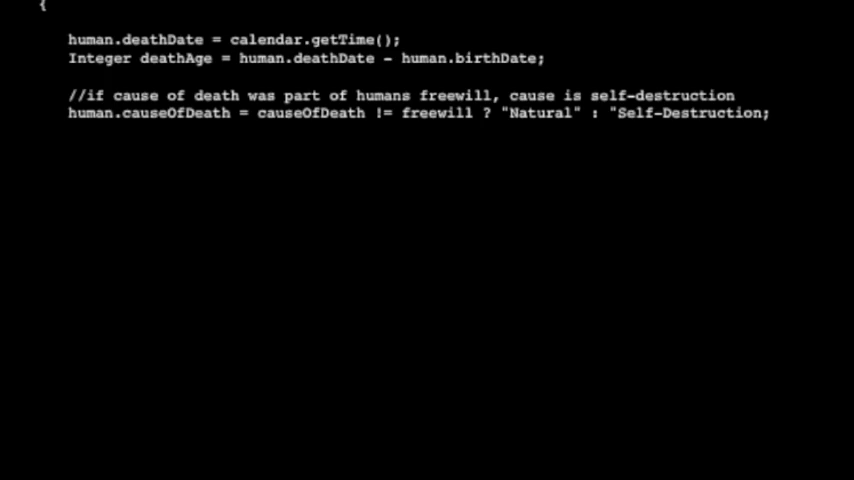 {
human.deathDate = calendar.getTime();
Integer deathAge = human.deathDate - human.birthDate;
//if cause of death was part of humans freewill, cause is self-destruction
human.causeOfDeath = causeOfDeath != freewill ? "Natural" : "Self-Destruction;